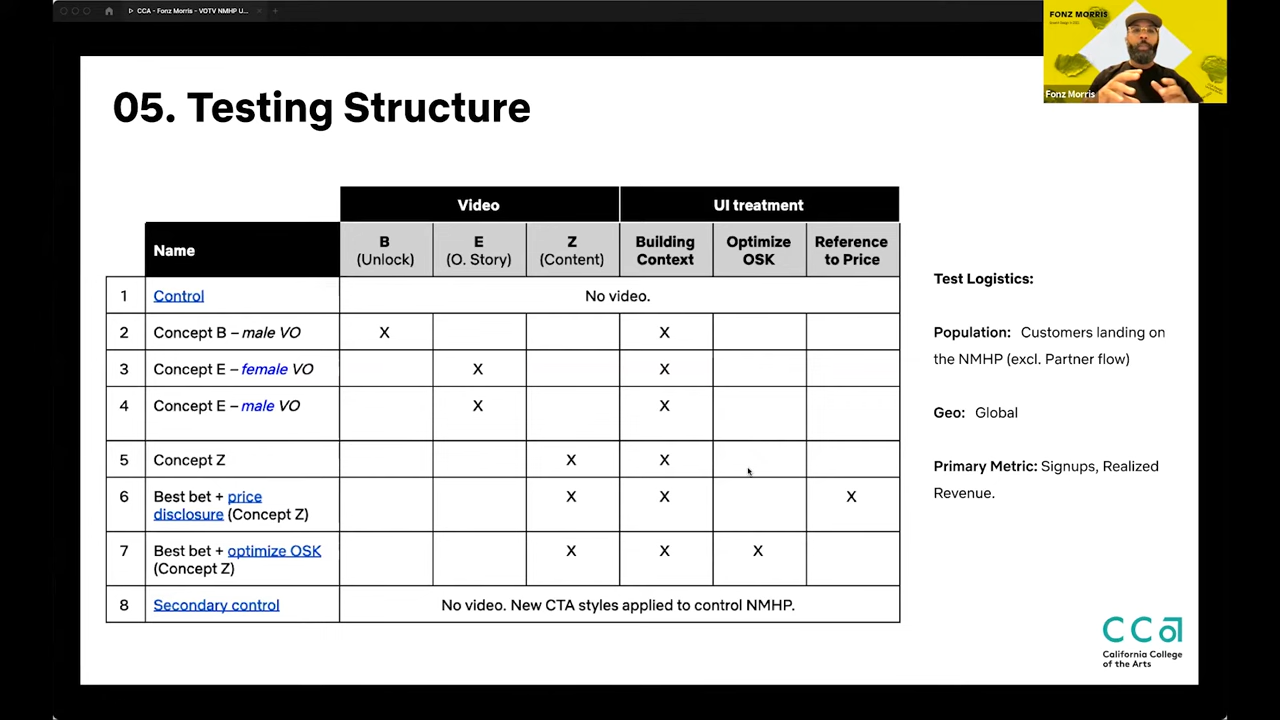 CCA - Fonz Morris - VOTV NMHP U...
FONZ MORRIS
Fonz Morris
05. Testing Structure
Video
UI treatment
Name
B
(Unlock)
E
(O. Story)
Z
(Content)
Building
Context
Optimize
OSK
Reference
to Price
1 Control No video.
2 Concept B – male VO X X
3 Concept E – female VO X X
4 Concept E – male VO X X
5 Concept Z X X
6 Best bet + price
disclosure (Concept Z) X X X
7 Best bet + optimize OSK
(Concept Z) X X X
8 Secondary control No video. New CTA styles applied to control NMHP.
Test Logistics:
Population: Customers landing on
the NMHP (excl. Partner flow)
Geo: Global
Primary Metric: Signups, Realized
Revenue.
CCA
California College
of the Arts